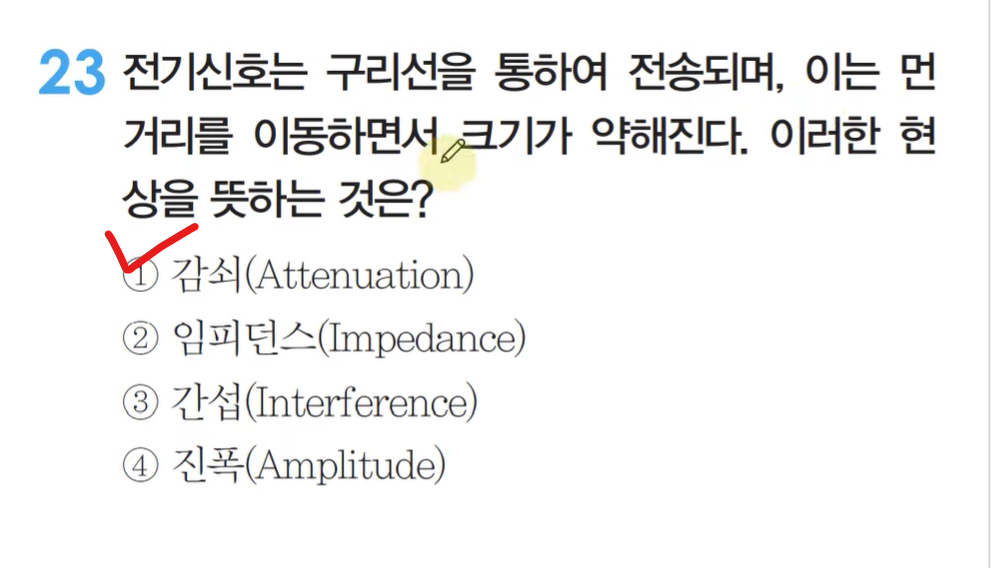 23 전기신호는 구리선을 통하여 전송되며, 이는 먼
거리를 이동하면서 크기가 약해진다. 이러한 현
상을 뜻하는 것은?
① 감쇠(Attenuation)
② 임피던스(Impedance)
③ 간섭(Interference)
④ 진폭(Amplitude)